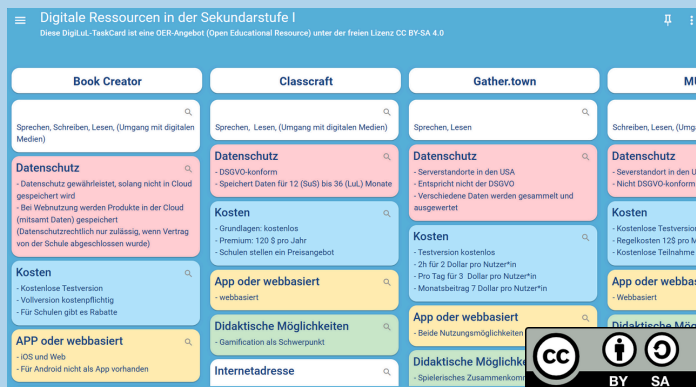 Digitale Ressourcen in der Sekundarstufe I
Diese DigiLuL-TaskCard ist eine OER-Angebot (Open Educational Resource) unter der freien Lizenz CC BY-SA 4.0
Book Creator
Sprechen, Schreiben, Lesen, (Umgang mit digitalen
Medien)
Datenschutz
- Datenschutz gewährleistet, solang nicht in Cloud
gespeichert wird
- Bei Webnutzung werden Produkte in der Cloud
(mitsamt Daten) gespeichert
(Datenschutzrechtlich nur zulässig, wenn Vertrag
von der Schule abgeschlossen wurde)
Kosten
- Kostenlose Testversion
- Vollversion kostenpflichtig
- Für Schulen gibt es Rabatte
APP oder webbasiert
- iOS und Web
- Für Android nicht als App vorhanden
Classcraft
Sprechen, Lesen, (Umgang mit digitalen Medien)
Datenschutz
- DSGVO-konform
- Speichert Daten für 12 (SuS) bis 36 (LuL) Monate
Kosten
- Grundlagen: kostenlos
- Premium: 120 $ pro Jahr
- Schulen stellen ein Preisangebot
App oder webbasiert
- webbasiert
Didaktische Möglichkeiten
- Gamification als Schwerpunkt
Internetadresse
Gather.town
Sprechen, Lesen
Datenschutz
- Serverstandorte in den USA
- Entspricht nicht der DSGVO
- Verschiedene Daten werden gesammelt und
ausgewertet
Kosten
- Testversion kostenlos
- 2h für 2 Dollar pro Nutzer*in
- Pro Tag für 3 Dollar pro Nutzer*in
- Monatsbeitrag 7 Dollar pro Nutzer*in
App oder webbasiert
- Beide Nutzungsmöglichkeiten
Didaktische Möglichke
- Spielerisches Zusammenkom
Schreiben, Lesen, (Umg
Datenschutz
- Serverstandort in den U
- Nicht DSGVO-konform
Kosten
- Kostenlose Testversion
- Regelkosten 12$ pro M
- Kostenlose Teilnahme
App oder webbas
- Webbasiert
Didaktische Mög
cc
BY SA